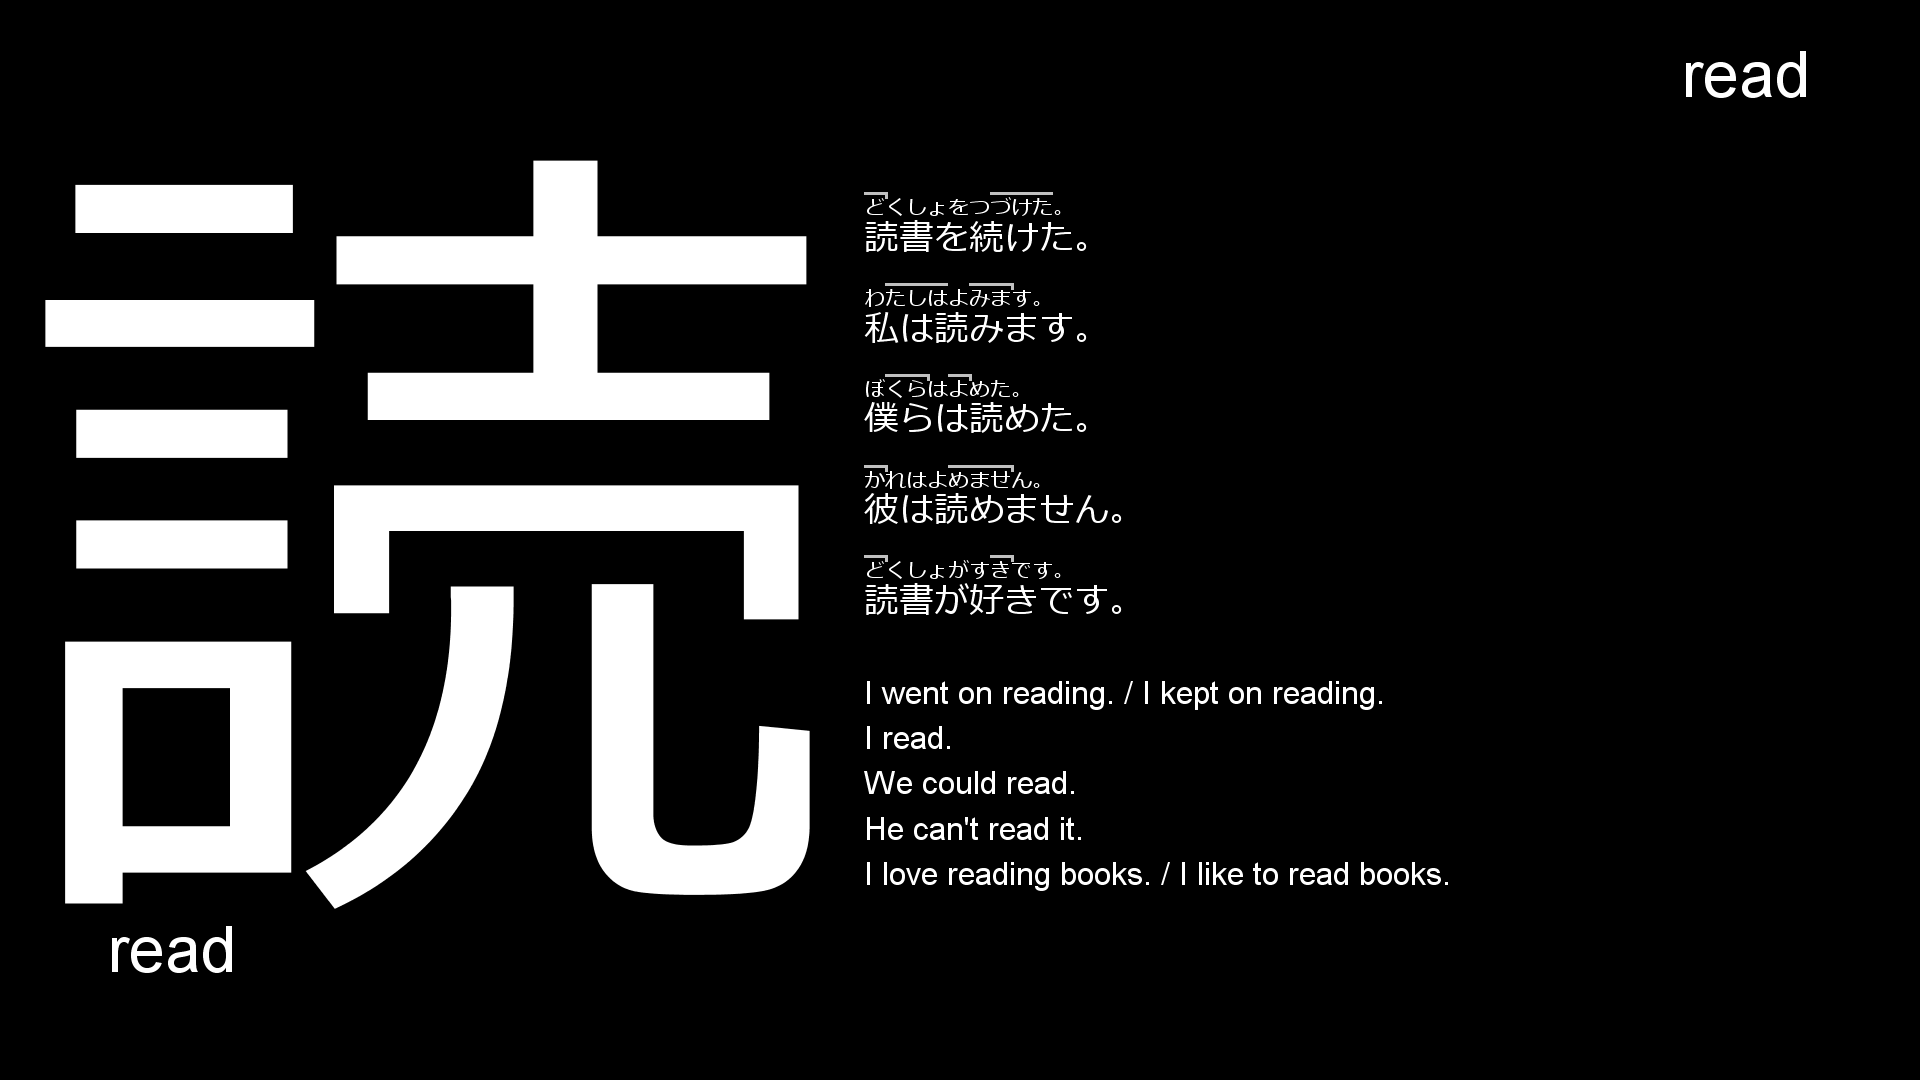 read
読
read
どくしょをつづけた。
読書を続けた。
わたしはよみます。
私は読みます。
ぼくらはよめた。
僕らは読めた。
かれはよめません。
彼は読めません。
どくしょがすきです。
読書が好きです。
I went on reading. / I kept on reading.
I read.
We could read.
He can't read it.
I love reading books. / I like to read books.